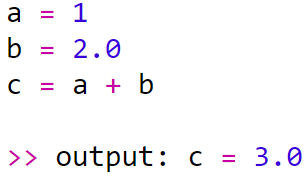 a = 1
b = 2.0
c = a + b
>> output: c = 3.0